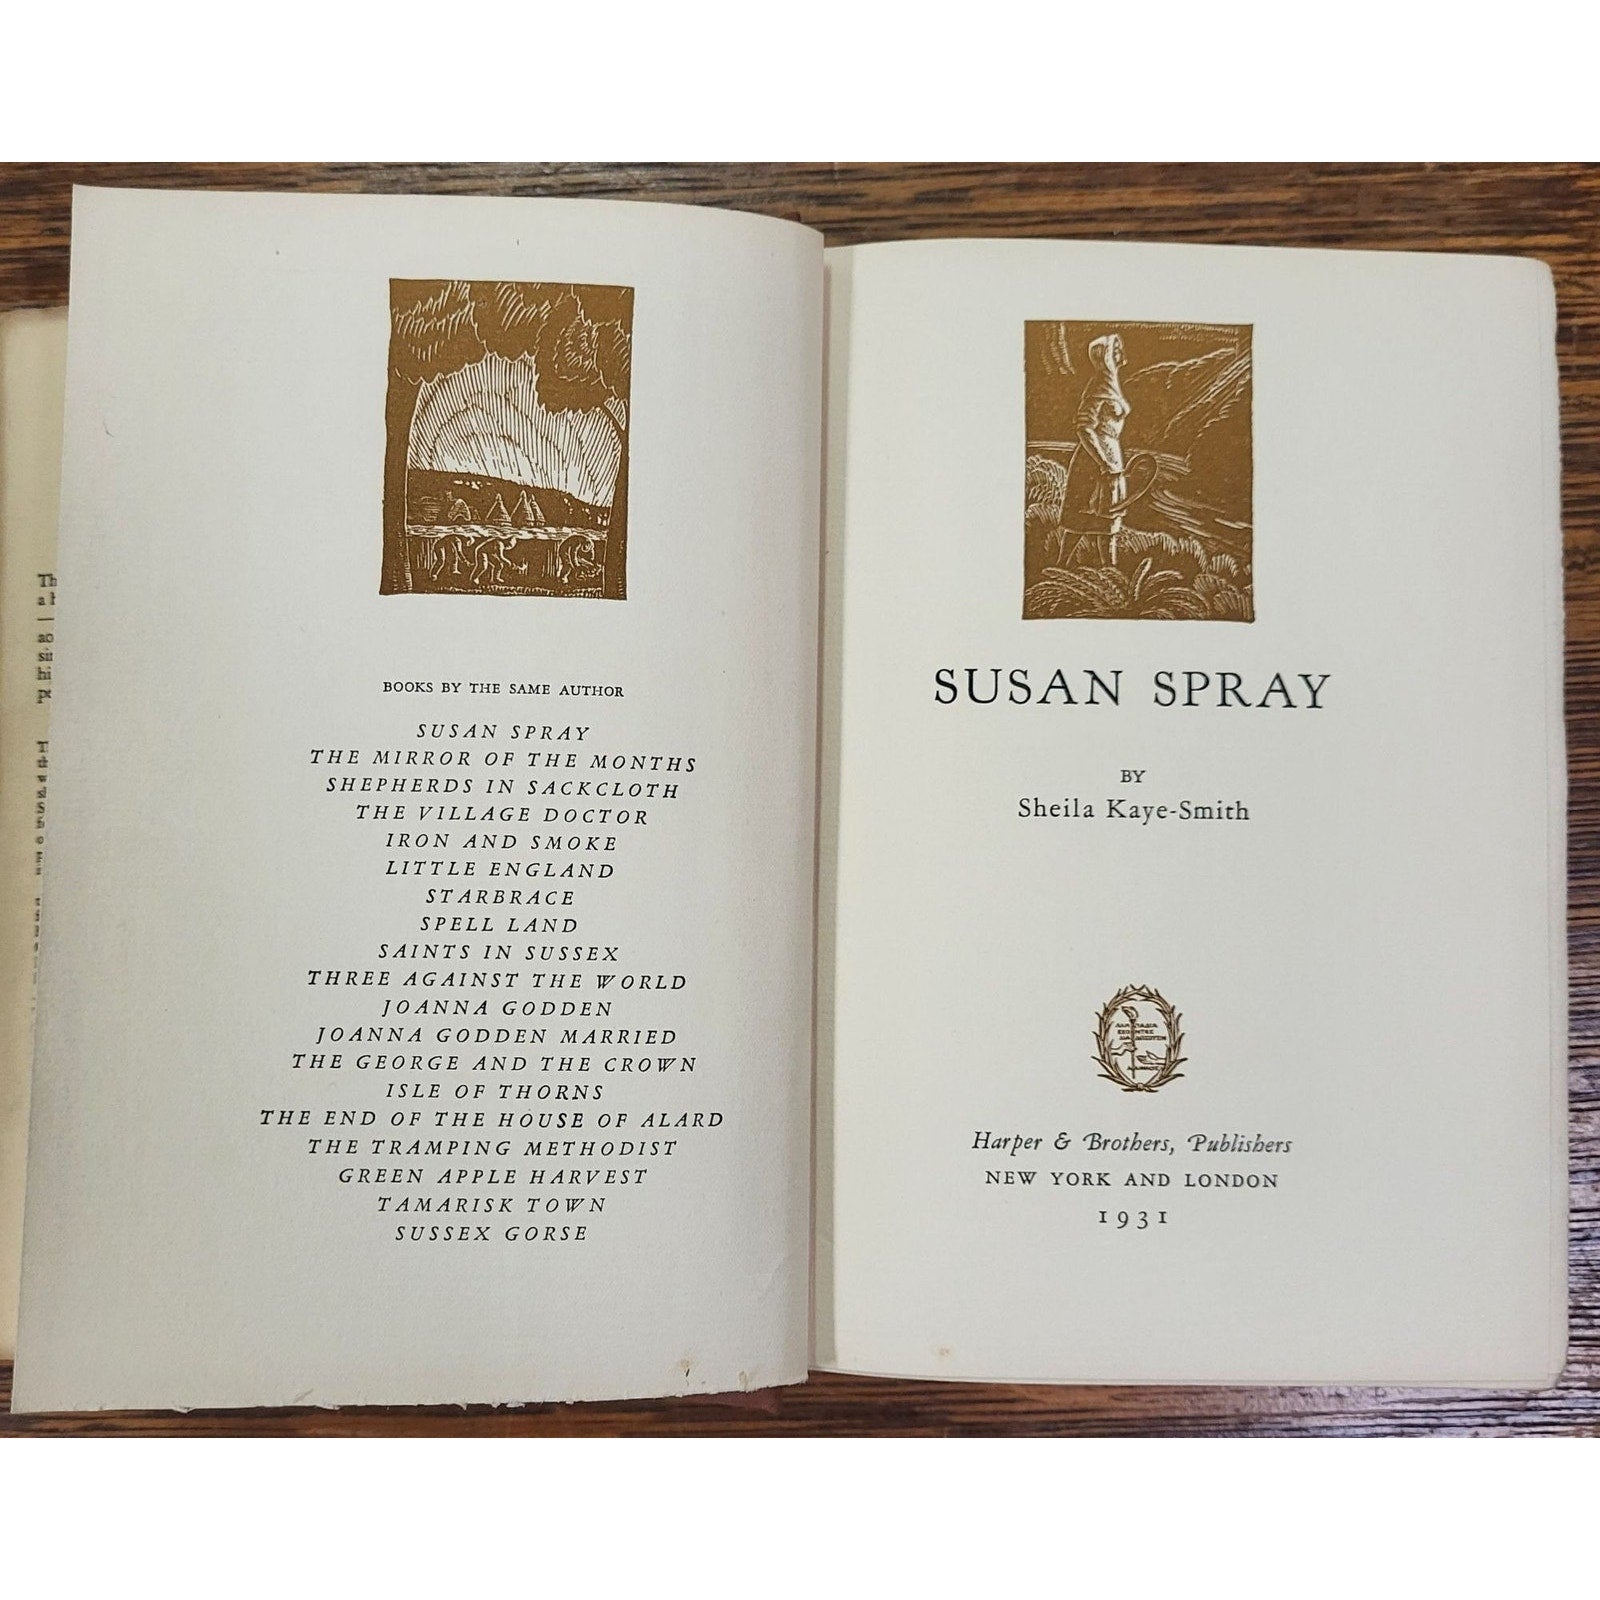 Th
BOOKS BY THE SAME AUTHOR
SUSAN SPRAY
THE MIRROR OF THE MONTHS
SHEPHERDS IN SACKCLOTH
THE VILLAGE DOCTOR
IRON AND SMOKE
LITTLE ENGLAND
STARBRACE
SPELL LAND
SAINTS IN SUSSEX
THREE AGAINST THE WORLD
JOANNA GODDEN
JOANNA GODDEN MARRIED
THE GEORGE AND THE CROWN
ISLE OF THORNS
THE END OF THE HOUSE OF ALARD
THE TRAMPING METHODIST
GREEN APPLE HARVEST
TAMARISK TOWN
SUSSEX GORSE
SUSAN SPRAY
BY
Sheila Kaye-Smith
Harper & Brothers, Publishers
NEW YORK AND LONDON
1931